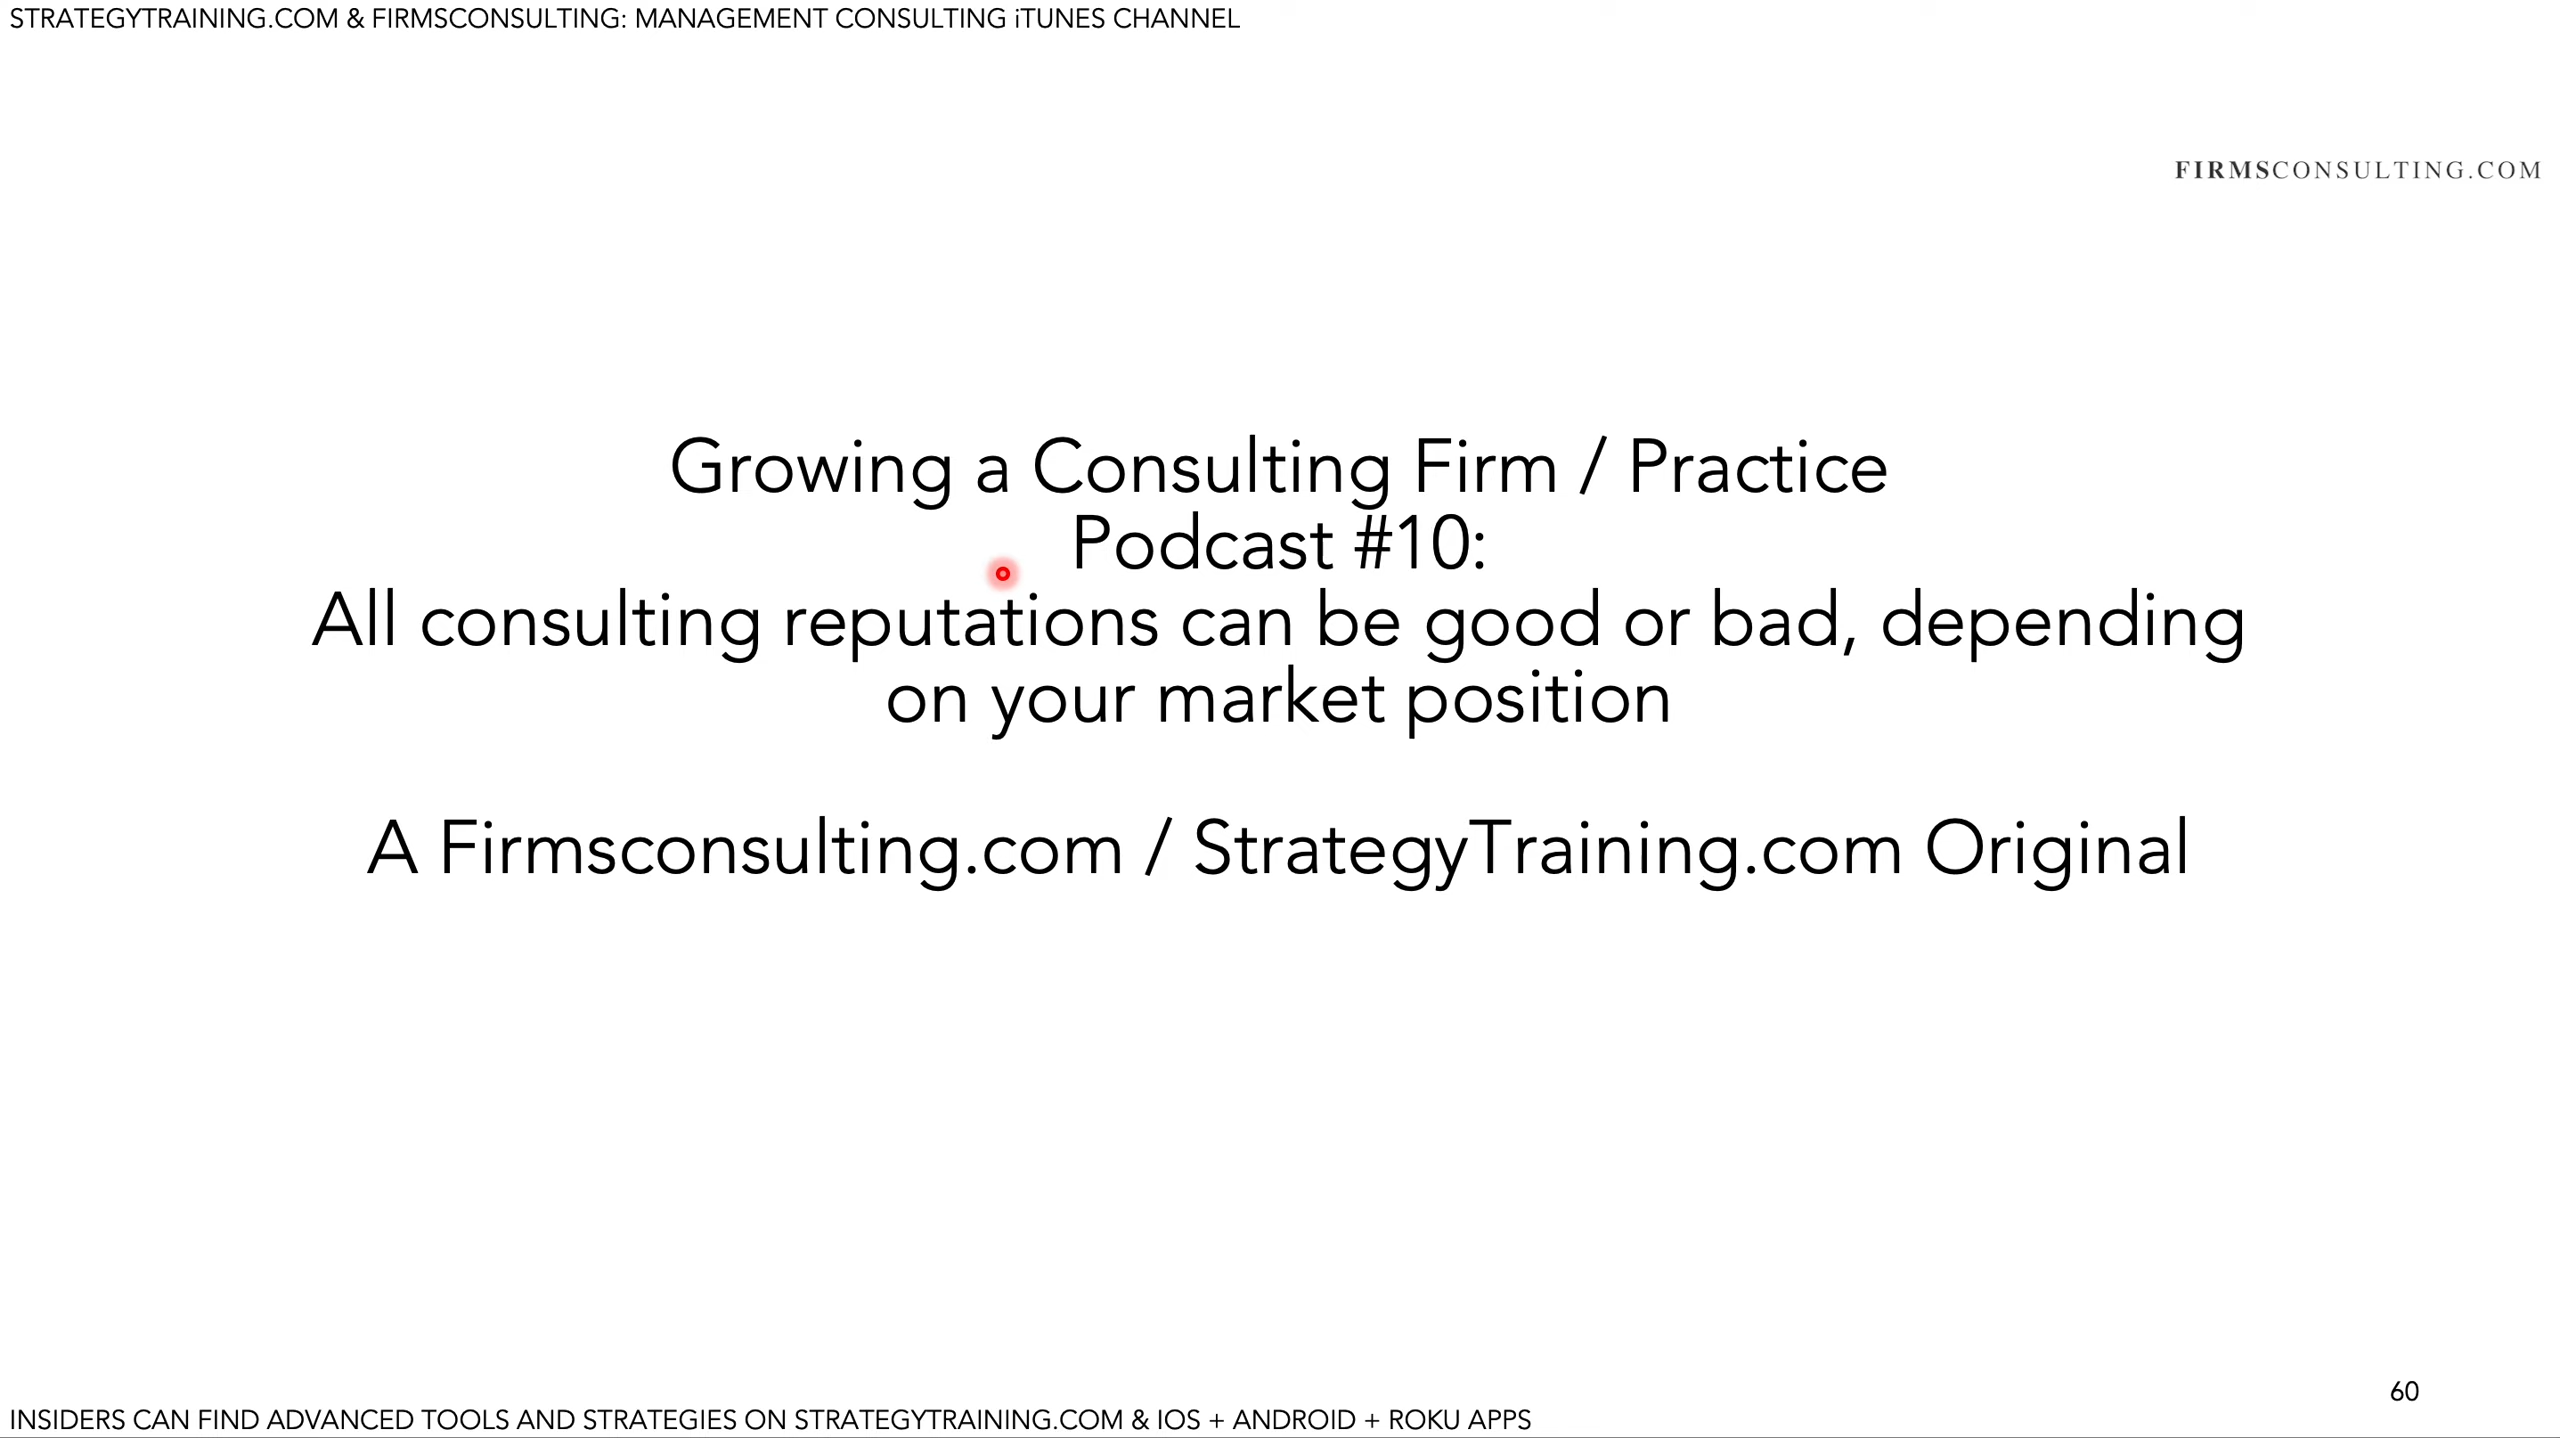 STRATEGYTRAINING.COM & FIRMSCONSULTING: MANAGEMENT CONSULTING iTUNES CHANNEL
FIRMSCONSULTING.COM
Growing a Consulting Firm / Practice
Podcast #10:
All consulting reputations can be good or bad, depending
on your market position
A Firmsconsulting.com / StrategyTraining.com Original
60
INSIDERS CAN FIND ADVANCED TOOLS AND STRATEGIES ON STRATEGYTRAINING.COM & IOS + ANDROID + ROKU APPS